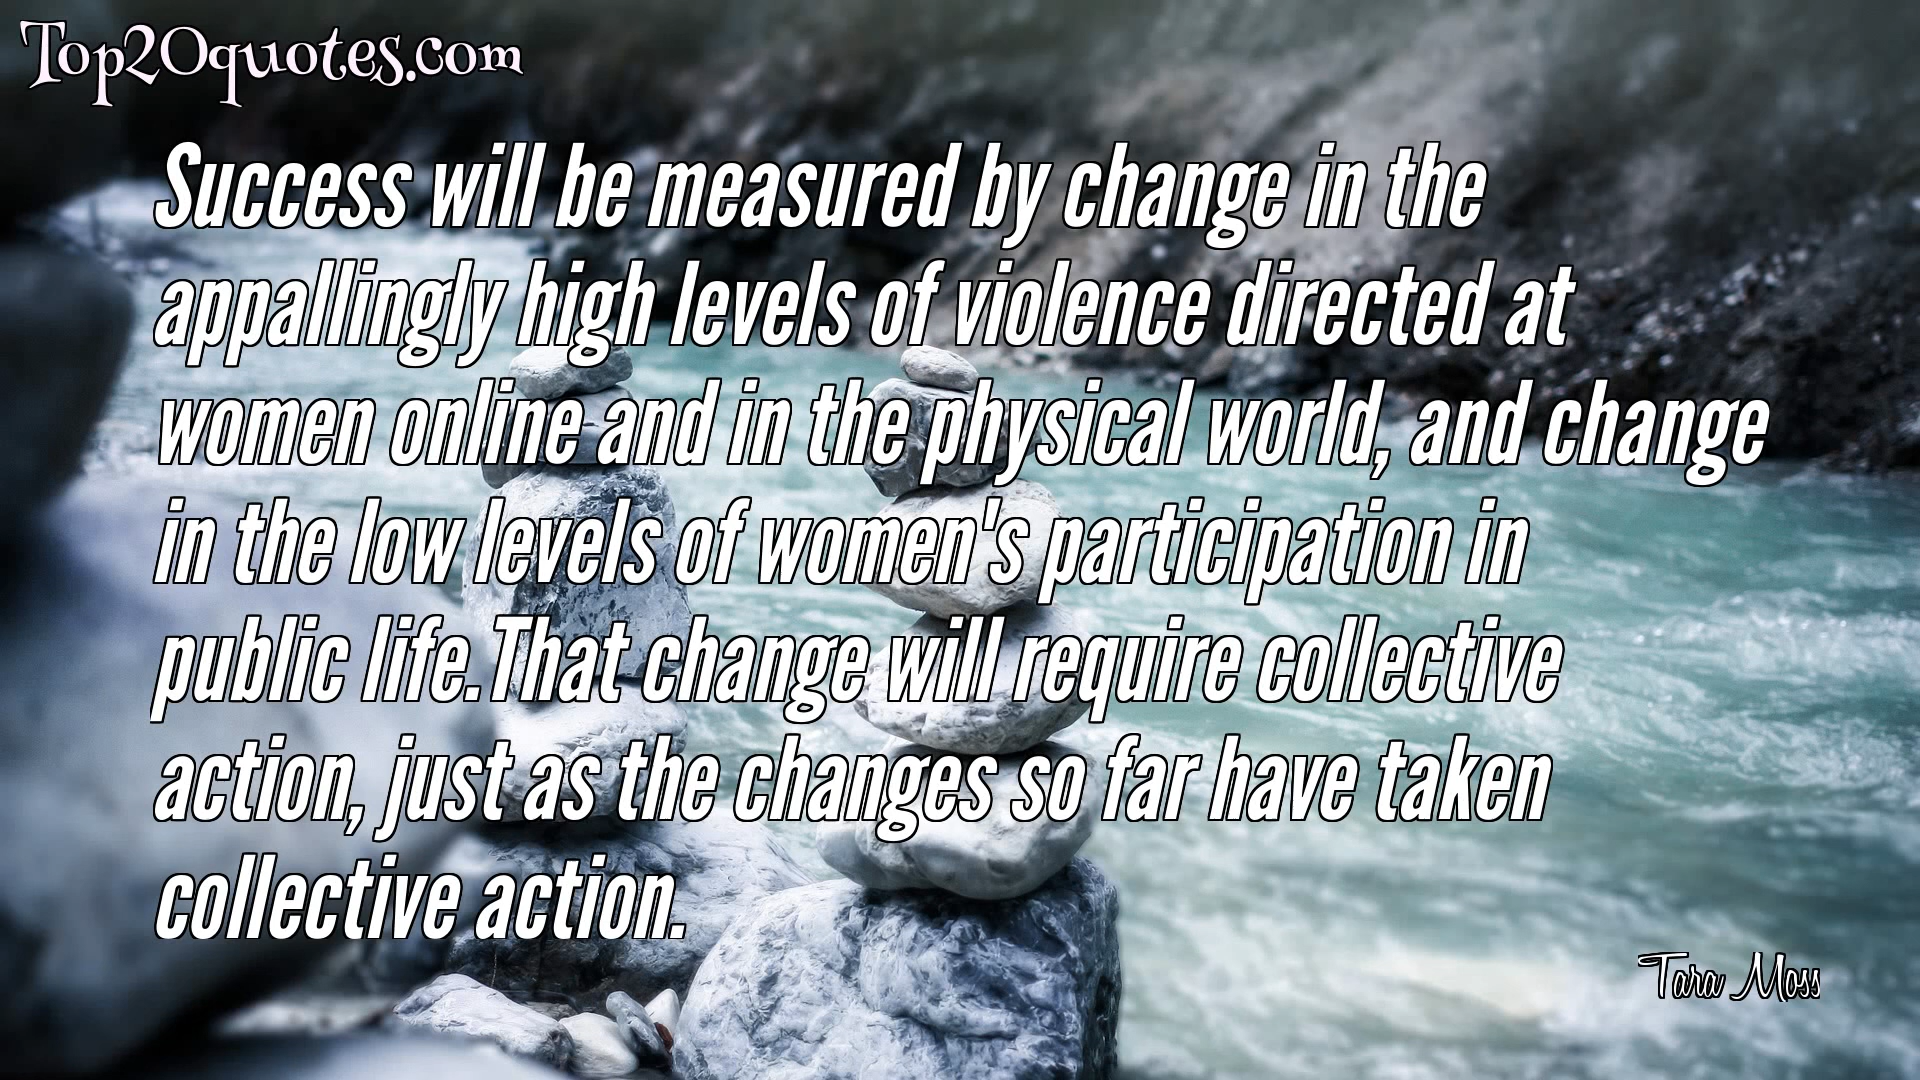 Top20quotes.com
Success will be measured by change in the
appallingly high levels of violence directed at
women online and in the physical world, and change
in the low levels of women's participation in
public life.That change will require collective
action, just as the changes so far have taken
collective action.
Tara Moss